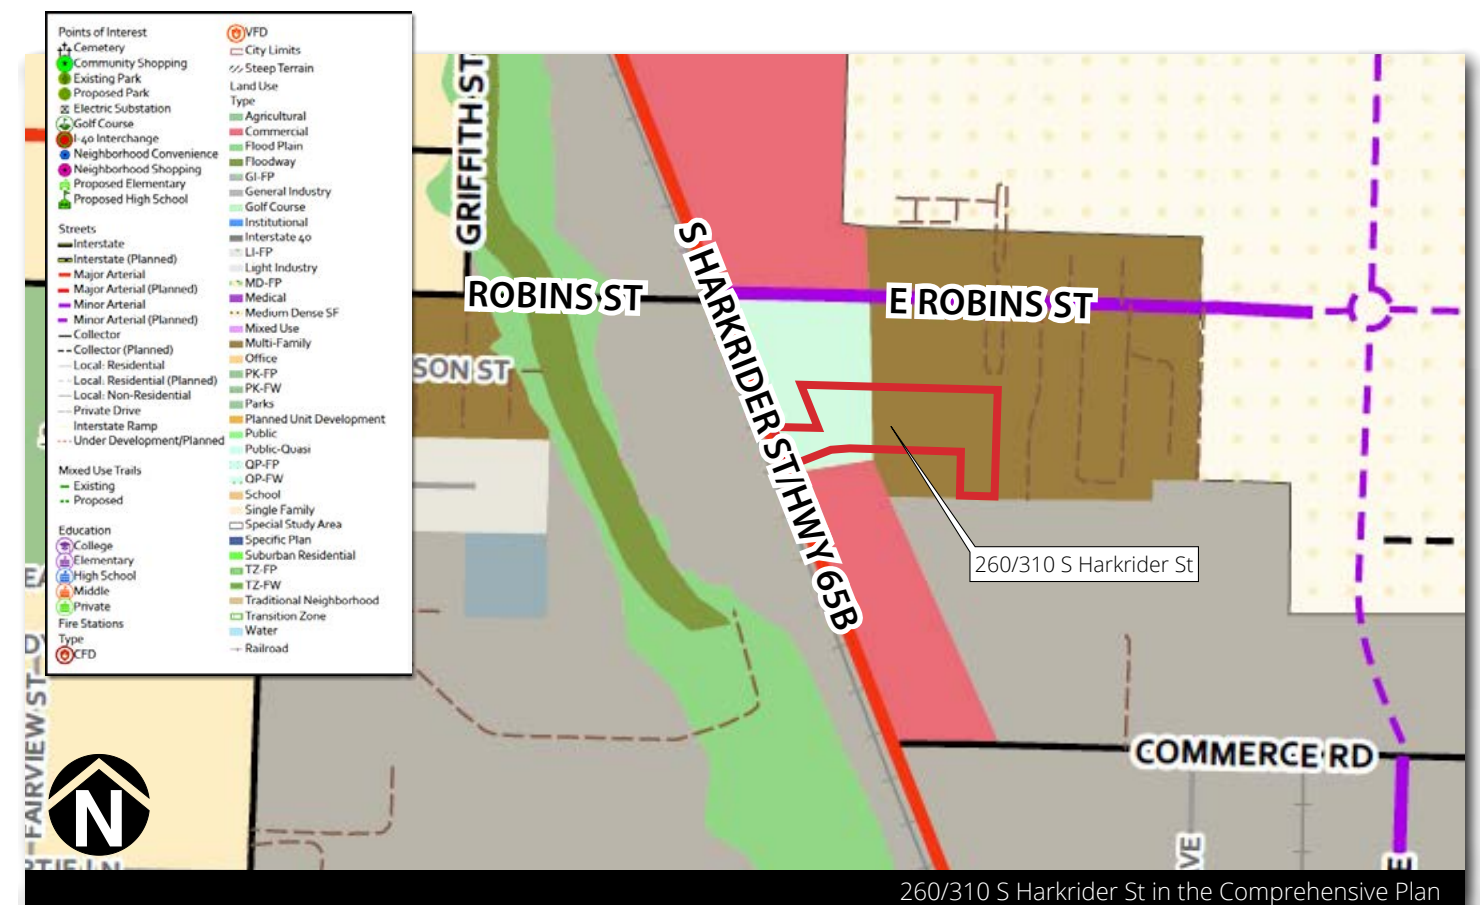 Points of Interest
Cemetery
Community Shopping
Existing Park
Proposed Park
Electric Substation
Golf Course
I-40 Interchange
Neighborhood Convenience
Neighborhood Shopping
Proposed Elementary
Proposed High School
Streets
Interstate
Interstate (Planned)
Major Arterial
Major Arterial (Planned)
Minor Arterial
Minor Arterial (Planned)
Collector
Collector (Planned)
Local: Residential
Local: Residential (Planned)
Local: Non-Residential
Private Drive
Interstate Ramp
Under Development/Planned
Mixed Use Trails
Existing
Proposed
Education
College
Elementary
High School
Middle
Private
Fire Stations
Type
CFD
VFD
City Limits
Steep Terrain
Land Use
Type
Agricultural
Commercial
Flood Plain
Floodway
GI-FP
General Industry
Golf Course
Institutional
Interstate 40
LI-FP
Light Industry
MD-FP
Medical
Medium Dense SF
Mixed Use
Multi-Family
Office
PK-FP
PK-FW
Parks
Planned Unit Development
Public
Public-Quasi
QP-FP
QP-FW
School
Single Family
Special Study Area
Specific Plan
Suburban Residential
TZ-FP
TZ-FW
Traditional Neighborhood
Transition Zone
Water
Railroad
GRIFFITH ST
ROBINS ST
S HARKRIDER ST/HWY 65B
E ROBINS ST
SON ST
260/310 S Harkrider St
FAIRVIEW ST
COMMERCE RD
VE
E
N
260/310 S Harkrider St in the Comprehensive Plan